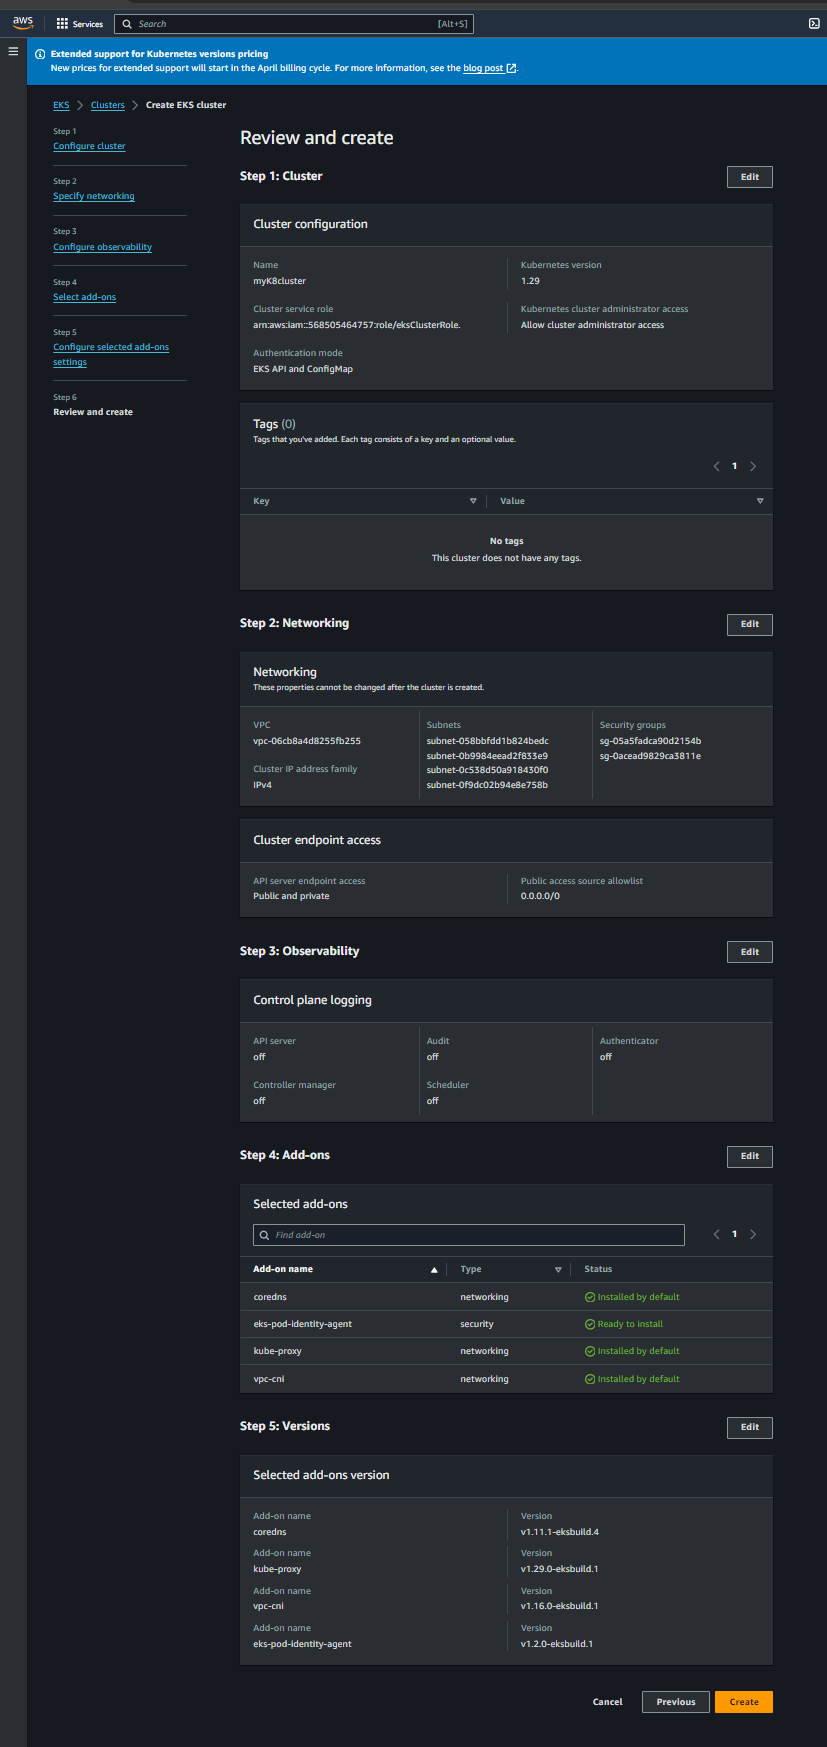 aws
Services
Search
[Alt+S]
Extended support for Kubernetes versions pricing
New prices for extended support will start in the April billing cycle. For more information, see the blog post.
EKS > Clusters > Create EKS cluster
Step 1
Configure cluster
Step 2
Specify networking
Step 3
Configure observability
Step 4
Select add-ons
Step 5
Configure selected add-ons
settings
Step 6
Review and create
Review and create
Step 1: Cluster
Edit
Cluster configuration
Name
myK8cluster
Kubernetes version
1.29
Cluster service role
arn:aws:iam::568505464757:role/eksClusterRole.
Kubernetes cluster administrator access
Allow cluster administrator access
Authentication mode
EKS API and ConfigMap
Tags (0)
Tags that you've added. Each tag consists of a key and an optional value.
1
Key
Value
No tags
This cluster does not have any tags.
Step 2: Networking
Edit
Networking
These properties cannot be changed after the cluster is created.
VPC
vpc-06cb8a4d8255fb255
Cluster IP address family
IPv4
Subnets
subnet-058bbfdd1b824bedc
subnet-0b9984eead2f833e9
subnet-0c538d50a918430f0
subnet-0f9dc02b94e8e758b
Security groups
sg-05a5fadca90d2154b
sg-0acead9829ca3811e
Cluster endpoint access
API server endpoint access
Public and private
Public access source allowlist
0.0.0.0/0
Step 3: Observability
Edit
Control plane logging
API server
off
Audit
off
Authenticator
off
Controller manager
off
Scheduler
off
Step 4: Add-ons
Edit
Selected add-ons
Find add-on
1
Add-on name
Type
Status
coredns
networking
Installed by default
eks-pod-identity-agent
security
Ready to install
kube-proxy
networking
Installed by default
vpc-cni
networking
Installed by default
Step 5: Versions
Edit
Selected add-ons version
Add-on name
coredns
Version
v1.11.1-eksbuild.4
Add-on name
kube-proxy
Version
v1.29.0-eksbuild.1
Add-on name
vpc-cni
Version
v1.16.0-eksbuild.1
Add-on name
eks-pod-identity-agent
Version
v1.2.0-eksbuild.1
Cancel
Previous
Create